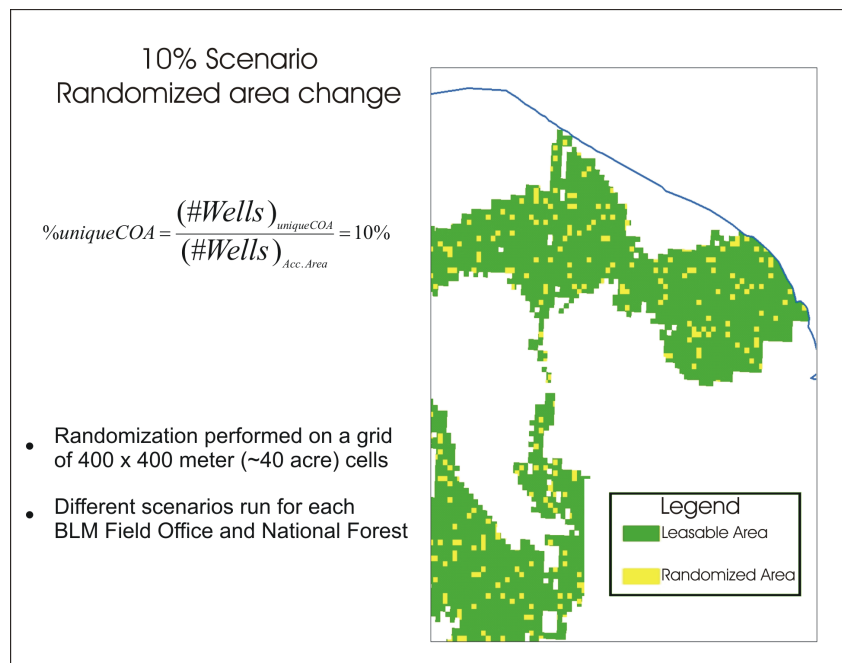 10% Scenario
Randomized area change
%uniqueCOA = (#Wells)uniqueCOA / (#Wells)Acc.Area = 10%
• Randomization performed on a grid
of 400 x 400 meter (~40 acre) cells
• Different scenarios run for each
BLM Field Office and National Forest
Legend
Leasable Area
Randomized Area